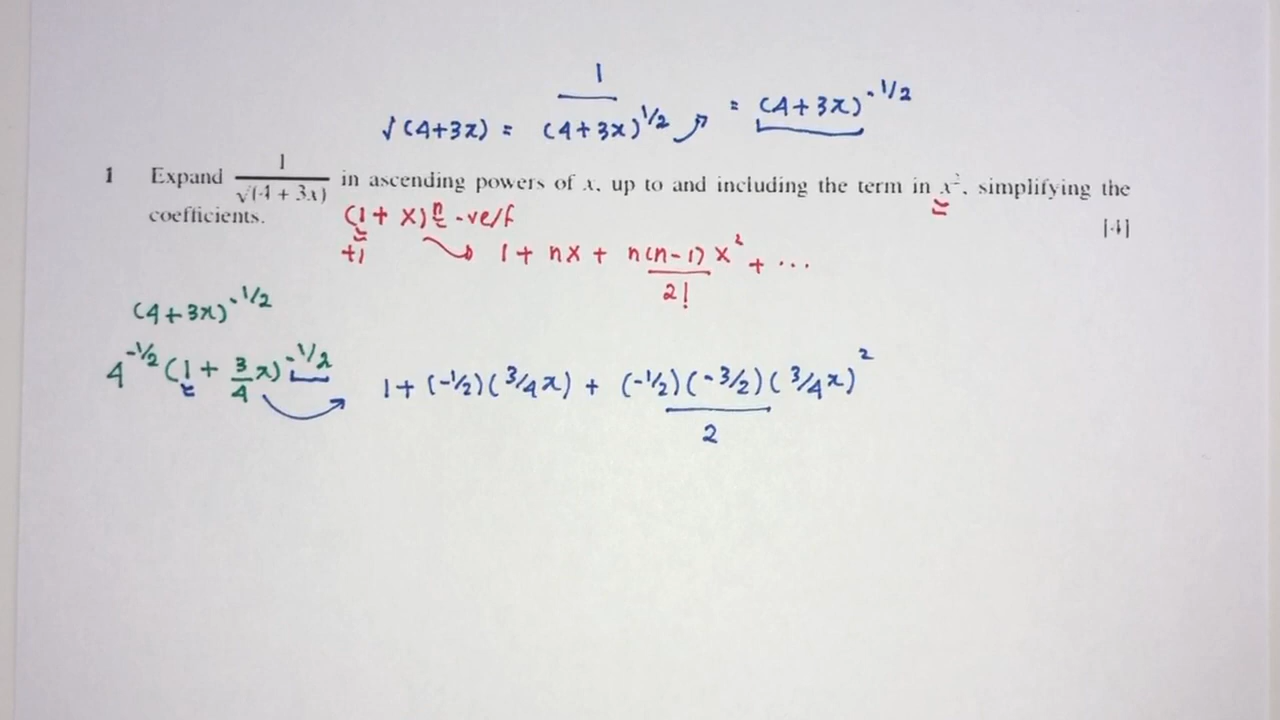 1
√(4+3x) = (4+3x)^1/2 = (4+3x)^-1/2
1 Expand 1/√(4 + 3x) in ascending powers of x, up to and including the term in x², simplifying the
coefficients. [4]
(1 + x)^n -ve/f
+1 1 + nx + n(n-1)x² + ...
2!
(4+3x)^-1/2
4^-1/2 (1 + 3/4 x)^-1/2 1 + (-1/2)(3/4x) + (-1/2)(-3/2)(3/4x)²
2